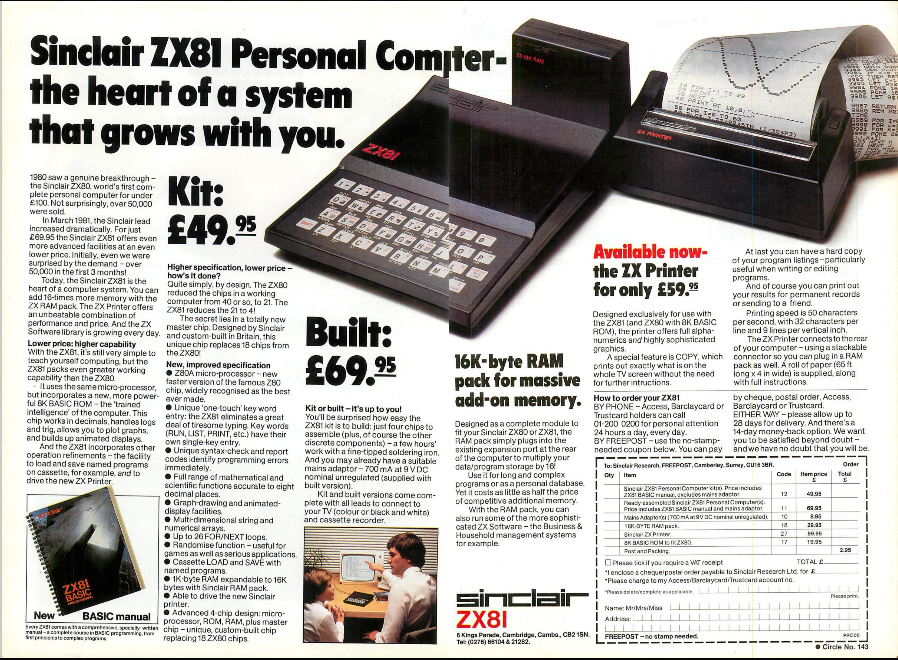 Sinclair ZX81 Personal Comter-
the heart of a system
that grows with you.
1980 saw a genuine breakthrough –
the Sinclair ZX80, world's first com-
plete personal computer for under
£100. Not surprisingly, over 50,000
were sold.
In March 1981, the Sinclair lead
increased dramatically. For just
£69.95 the Sinclair ZX81 offers even
more advanced facilities at an even
lower price. Initially, even we were
surprised by the demand – over
50,000 in the first 3 months!
Today, the Sinclair ZX81 is the
heart of a computer system. You can
add 16-times more memory with the
ZX RAM pack. The ZX Printer offers
an unbeatable combination of
performance and price. And the ZX
Software library is growing every day.
Lower price: higher capability
With the ZX81, it's still very simple to
teach yourself computing, but the
ZX81 packs even greater working
capability than the ZX80.
It uses the same micro-processor,
but incorporates a new, more power-
ful 8K BASIC ROM – the 'trained
intelligence' of the computer. This
chip works in decimals, handles logs
and trig, allows you to plot graphs,
and builds up animated displays.
And the ZX81 incorporates other
operation refinements – the facility
to load and save named programs
on cassette, for example, and to
drive the new ZX Printer.
sinclair
ZX81
BASIC
New BASIC manual
Every ZX81 comes with a comprehensive, specially-written
manual – a complete course in BASIC programming, from
first principles to complex programs.
Kit:
£49.95
Higher specification, lower price –
how's it done?
Quite simply, by design. The ZX80
reduced the chips in a working
computer from 40 or so, to 21. The
ZX81 reduces the 21 to 4!
The secret lies in a totally new
master chip. Designed by Sinclair
and custom-built in Britain, this
unique chip replaces 18 chips from
the ZX80!
New, improved specification
● Z80A micro-processor – new
faster version of the famous Z80
chip, widely recognised as the best
ever made.
● Unique 'one-touch' key word
entry: the ZX81 eliminates a great
deal of tiresome typing. Key words
(RUN, LIST, PRINT, etc.) have their
own single-key entry.
● Unique syntax-check and report
codes identify programming errors
immediately.
● Full range of mathematical and
scientific functions accurate to eight
decimal places.
● Graph-drawing and animated-
display facilities.
● Multi-dimensional string and
numerical arrays.
● Up to 26 FOR/NEXT loops.
● Randomise function – useful for
games as well as serious applications.
● Cassette LOAD and SAVE with
named programs.
● 1K-byte RAM expandable to 16K
bytes with Sinclair RAM pack.
● Able to drive the new Sinclair
printer.
● Advanced 4-chip design: micro-
processor, ROM, RAM, plus master
chip – unique, custom-built chip
replacing 18 ZX80 chips.
ZX81
Built:
£69.95
Kit or built – it's up to you!
You'll be surprised how easy the
ZX81 kit is to build: just four chips to
assemble (plus, of course the other
discrete components) – a few hours'
work with a fine-tipped soldering iron.
And you may already have a suitable
mains adaptor – 700 mA at 9 V DC
nominal unregulated (supplied with
built version).
Kit and built versions come com-
plete with all leads to connect to
your TV (colour or black and white)
and cassette recorder.
16K RAM
16K-byte RAM
pack for massive
add-on memory.
Designed as a complete module to
fit your Sinclair ZX80 or ZX81, the
RAM pack simply plugs into the
existing expansion port at the rear
of the computer to multiply your
data/program storage by 16!
Use it for long and complex
programs or as a personal database.
Yet it costs as little as half the price
of competitive additional memory.
With the RAM pack, you can
also run some of the more sophisti-
cated ZX Software – the Business &
Household management systems
for example.
sinclair
ZX81
6 Kings Parade, Cambridge, Cambs., CB2 1SN.
Tel: (0276) 66104 & 21282.
ZX PRINTER
Available now-
the ZX Printer
for only £59.95
Designed exclusively for use with
the ZX81 (and ZX80 with 8K BASIC
ROM), the printer offers full alpha-
numerics and highly sophisticated
graphics.
A special feature is COPY, which
prints out exactly what is on the
whole TV screen without the need
for further intructions.
At last you can have a hard copy
of your program listings – particularly
useful when writing or editing
programs.
And of course you can print out
your results for permanent records
or sending to a friend.
Printing speed is 50 characters
per second, with 32 characters per
line and 9 lines per vertical inch.
The ZX Printer connects to the rear
of your computer – using a stackable
connector so you can plug in a RAM
pack as well. A roll of paper (65 ft
long x 4 in wide) is supplied, along
with full instructions.
How to order your ZX81
BY PHONE – Access, Barclaycard or
Trustcard holders can call
01-200 0200 for personal attention
24 hours a day, every day.
BY FREEPOST – use the no-stamp-
needed coupon below. You can pay
by cheque, postal order, Access,
Barclaycard or Trustcard.
EITHER WAY – please allow up to
28 days for delivery. And there's a
14-day money-back option. We want
you to be satisfied beyond doubt –
and we have no doubt that you will be.
To: Sinclair Research, FREEPOST, Camberley, Surrey, GU15 3BR. Order
Qty Item Code Item price £ Total £
Sinclair ZX81 Personal Computer kit(s). Price includes
ZX81 BASIC manual, excludes mains adaptor. 12 49.95
Ready-assembled Sinclair ZX81 Personal Computer(s).
Price includes ZX81 BASIC manual and mains adaptor. 11 69.95
Mains Adaptor(s) (700 mA at 9 V DC nominal unregulated). 10 8.95
16K-BYTE RAM pack. 18 29.95
Sinclair ZX Printer. 27 59.95
8K BASIC ROM to fit ZX80. 17 19.95
Post and Packing. 2.95
Please tick if you require a VAT receipt TOTAL £
*I enclose a cheque/postal order payable to Sinclair Research Ltd, for £
*Please charge to my Access/Barclaycard/Trustcard account no.
*Please delete/complete as applicable. Please print.
Name: Mr/Mrs/Miss
Address:
FREEPOST – no stamp needed.
● Circle No. 143